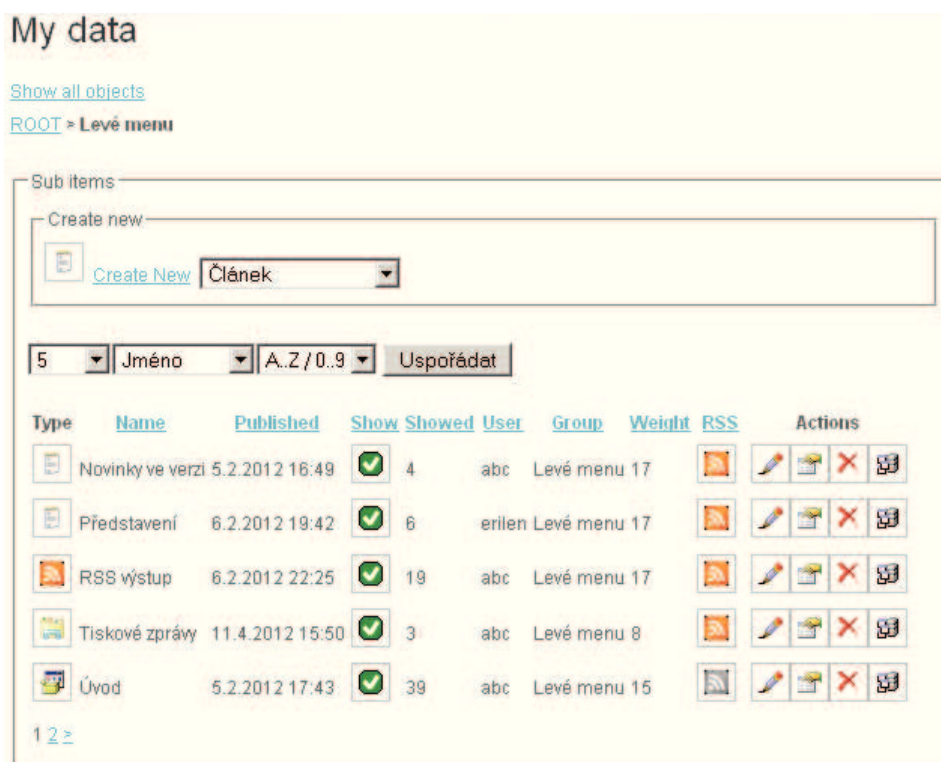 My data
Show all objects
ROOT > Levé menu
Sub items
Create new
Create New Článek
5 Jméno A..Z / 0..9 Uspořádat
Type Name Published Show Showed User Group Weight RSS Actions
Novinky ve verzi 5.2.2012 16:49 4 abc Levé menu 17
Představení 6.2.2012 19:42 6 erilen Levé menu 17
RSS výstup 6.2.2012 22:25 19 abc Levé menu 17
Tiskové zprávy 11.4.2012 15:50 3 abc Levé menu 8
Úvod 5.2.2012 17:43 39 abc Levé menu 15
1 2 >